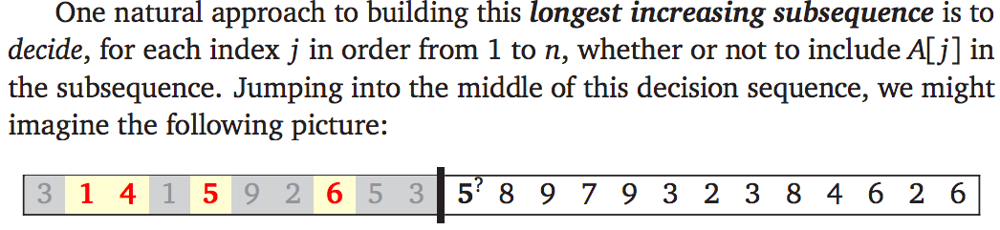 One natural approach to building this longest increasing subsequence is to
decide, for each index j in order from 1 to n, whether or not to include A[j] in
the subsequence. Jumping into the middle of this decision sequence, we might
imagine the following picture:
3 1 4 1 5 9 2 6 5 3 5? 8 9 7 9 3 2 3 8 4 6 2 6